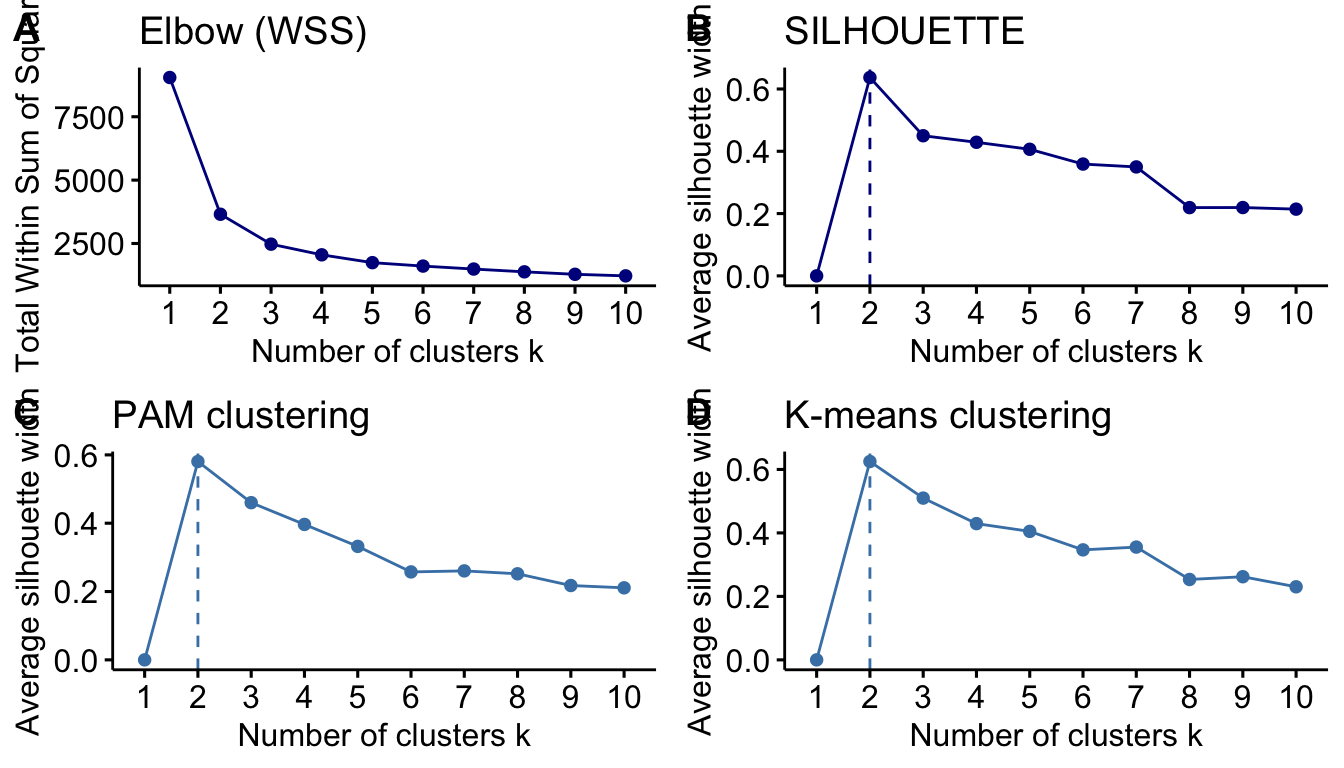 A
Elbow (WSS)
Total Within Sum of Squar
7500
5000
2500
1 2 3 4 5 6 7 8 9 10
Number of clusters k
B
SILHOUETTE
Average silhouette width
0.6
0.4
0.2
0.0
1 2 3 4 5 6 7 8 9 10
Number of clusters k
C
PAM clustering
Average silhouette width
0.6
0.4
0.2
0.0
1 2 3 4 5 6 7 8 9 10
Number of clusters k
D
K-means clustering
Average silhouette width
0.6
0.4
0.2
0.0
1 2 3 4 5 6 7 8 9 10
Number of clusters k